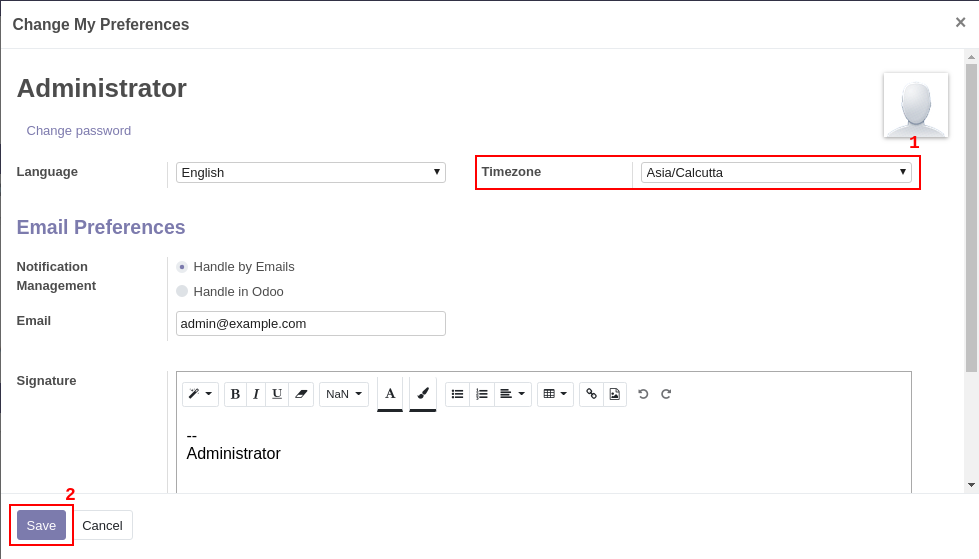 Change My Preferences ×
Administrator
Change password
1
Language English Timezone Asia/Calcutta
Email Preferences
Notification Handle by Emails
Management Handle in Odoo
Email admin@example.com
Signature
B I U NaN A
--
Administrator
2
Save Cancel